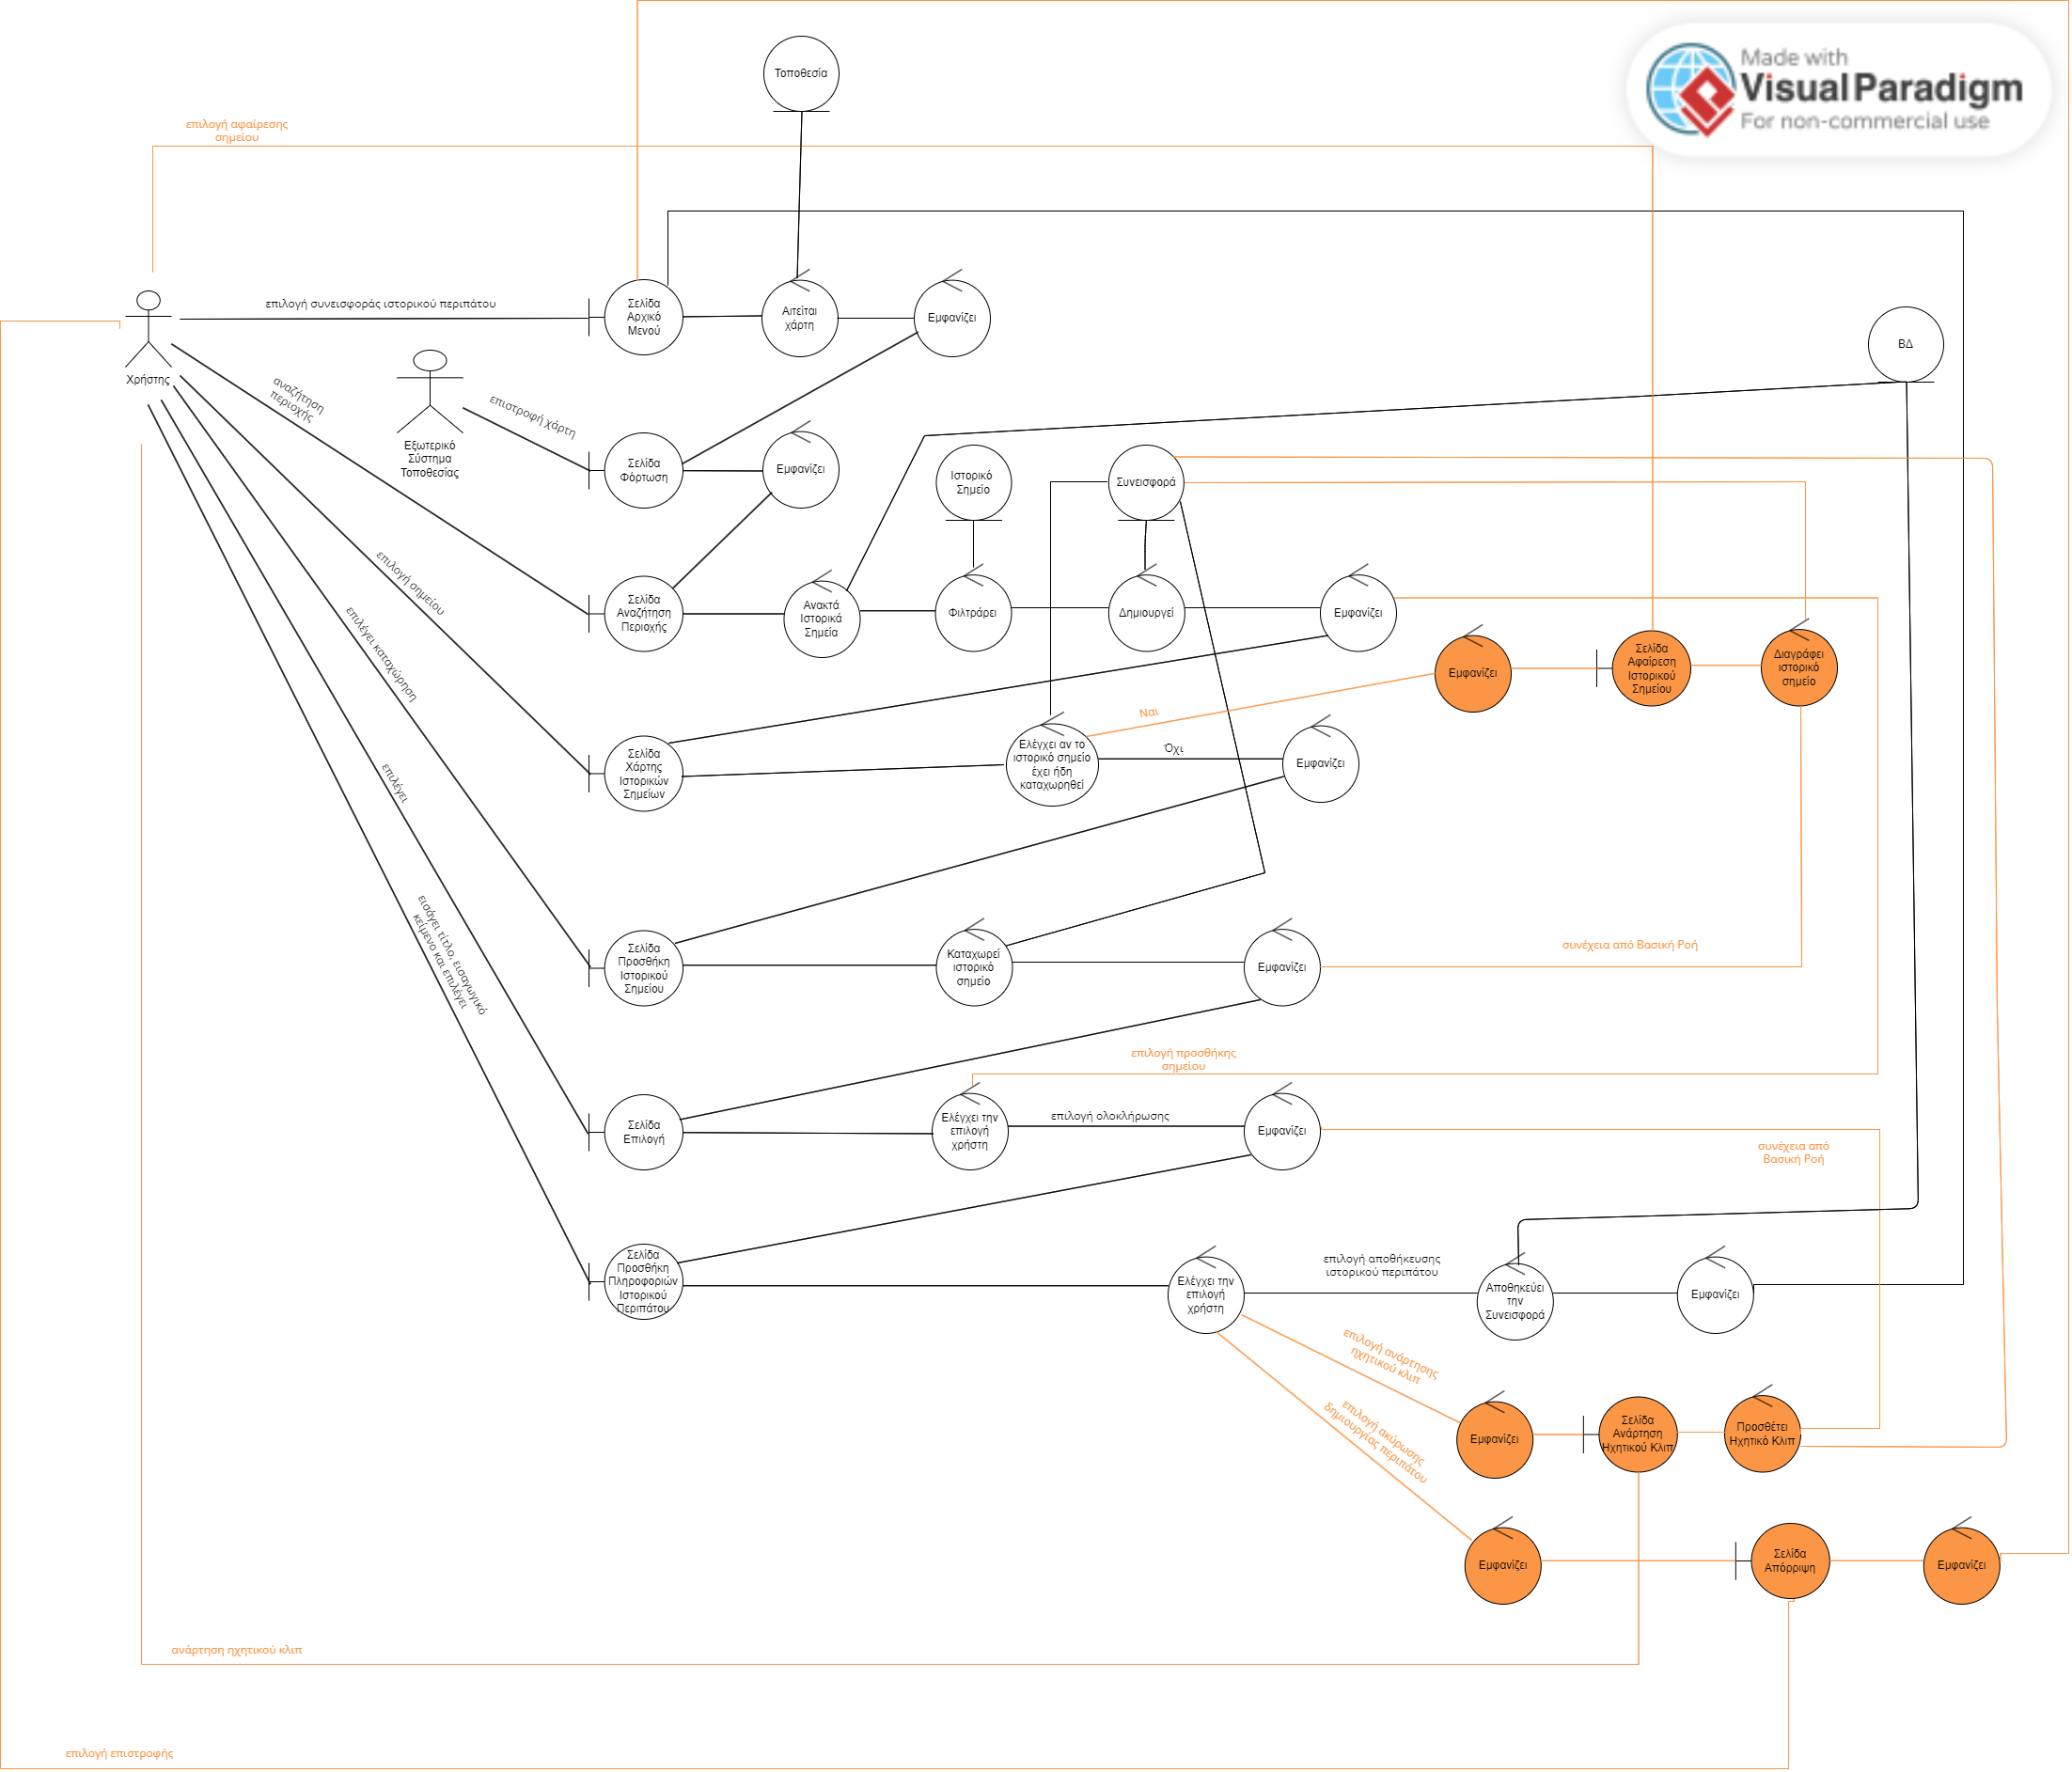 Made with
Visual Paradigm
For non-commercial use
Τοποθεσία
επιλογή αφαίρεσης
σημείου
επιλογή συνεισφοράς ιστορικού περιπάτου
Σελίδα
Αρχικό
Μενού
Αιτείται
χάρτη
Εμφανίζει
ΒΔ
Χρήστης
αναζήτηση
περιοχής
επιστροφή χάρτη
Εξωτερικό
Σύστημα
Τοποθεσίας
Σελίδα
Φόρτωση
Εμφανίζει
Ιστορικό
Σημείο
Συνεισφορά
επιλογή σημείου
Σελίδα
Αναζήτηση
Περιοχής
Ανακτά
Ιστορικά
Σημεία
Φιλτράρει
Δημιουργεί
Εμφανίζει
επιλέγει καταχώρηση
Εμφανίζει
Σελίδα
Αφαίρεση
Ιστορικού
Σημείου
Διαγράφει
ιστορικό
σημείο
Ναι
Σελίδα
Χάρτης
Ιστορικών
Σημείων
Ελέγχει αν το
ιστορικό σημείο
έχει ήδη
καταχωρηθεί
Όχι
Εμφανίζει
επιλέγει
εισάγει τίτλο, εισαγωγικό
κείμενο και επιλέγει
Σελίδα
Προσθήκη
Ιστορικού
Σημείου
Καταχωρεί
ιστορικό
σημείο
Εμφανίζει
συνέχεια από Βασική Ροή
επιλογή προσθήκης
σημείου
Σελίδα
Επιλογή
Ελέγχει την
επιλογή
χρήστη
επιλογή ολοκλήρωσης
Εμφανίζει
συνέχεια από
Βασική Ροή
Σελίδα
Προσθήκη
Πληροφοριών
Ιστορικού
Περιπάτου
Ελέγχει την
επιλογή
χρήστη
επιλογή αποθήκευσης
ιστορικού περιπάτου
Αποθηκεύει
την
Συνεισφορά
Εμφανίζει
επιλογή ανάρτησης
ηχητικού κλιπ
επιλογή ακύρωσης
δημιουργίας περιπάτου
Εμφανίζει
Σελίδα
Ανάρτηση
Ηχητικού Κλιπ
Προσθέτει
Ηχητικό Κλιπ
Εμφανίζει
Σελίδα
Απόρριψη
Εμφανίζει
ανάρτηση ηχητικού κλιπ
επιλογή επιστροφής